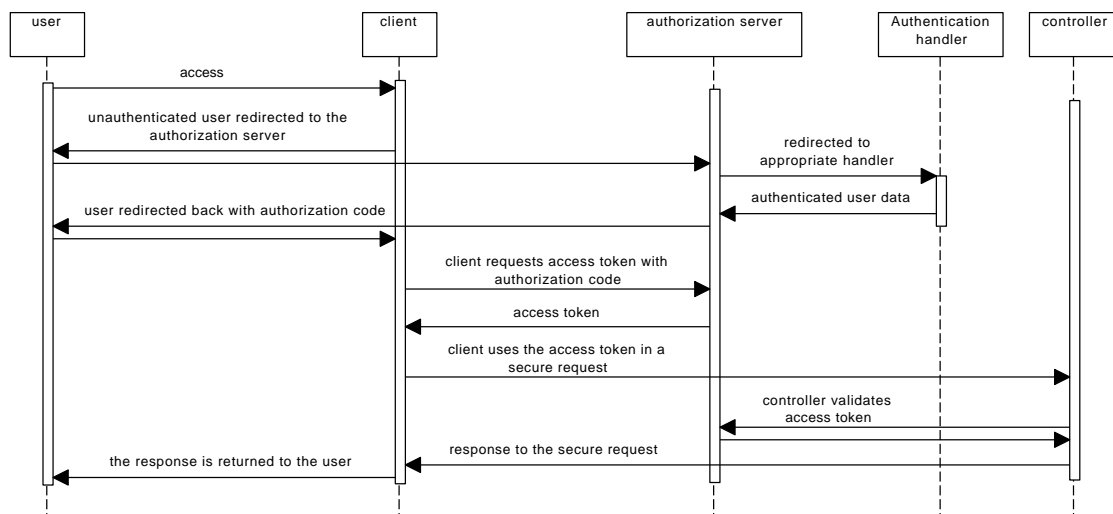 user
client
authorization server
Authentication
handler
controller
access
unauthenticated user redirected to the
authorization server
redirected to
appropriate handler
authenticated user data
user redirected back with authorization code
client requests access token with
authorization code
access token
client uses the access token in a
secure request
controller validates
access token
response to the secure request
the response is returned to the user